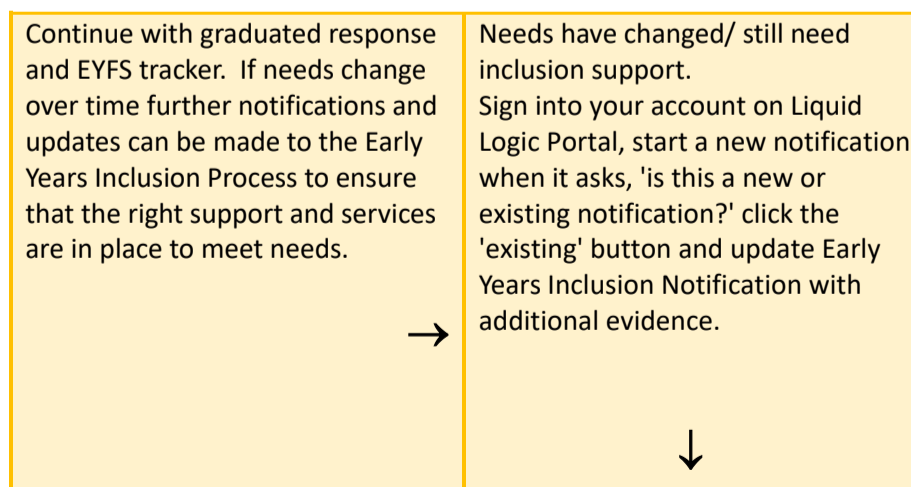 Continue with graduated response
and EYFS tracker.  If needs change
over time further notifications and
updates can be made to the Early
Years Inclusion Process to ensure
that the right support and services
are in place to meet needs.
→
Needs have changed/ still need
inclusion support.
Sign into your account on Liquid
Logic Portal, start a new notification
when it asks, 'is this a new or
existing notification?' click the
'existing' button and update Early
Years Inclusion Notification with
additional evidence.
↓